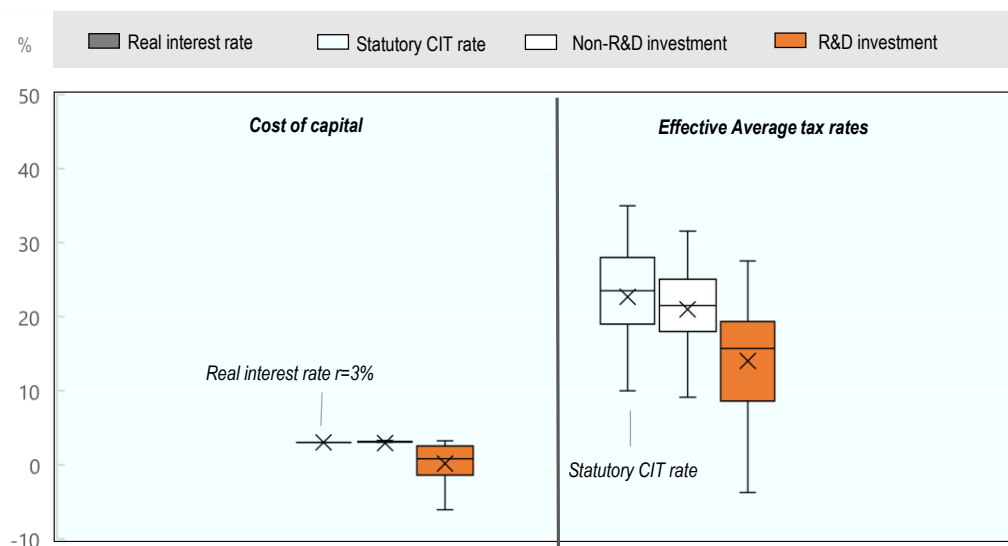 %
Real interest rate
Statutory CIT rate
Non-R&D investment
R&D investment
50
Cost of capital
Effective Average tax rates
40
30
20
Real interest rate r=3%
10
0
Statutory CIT rate
-10